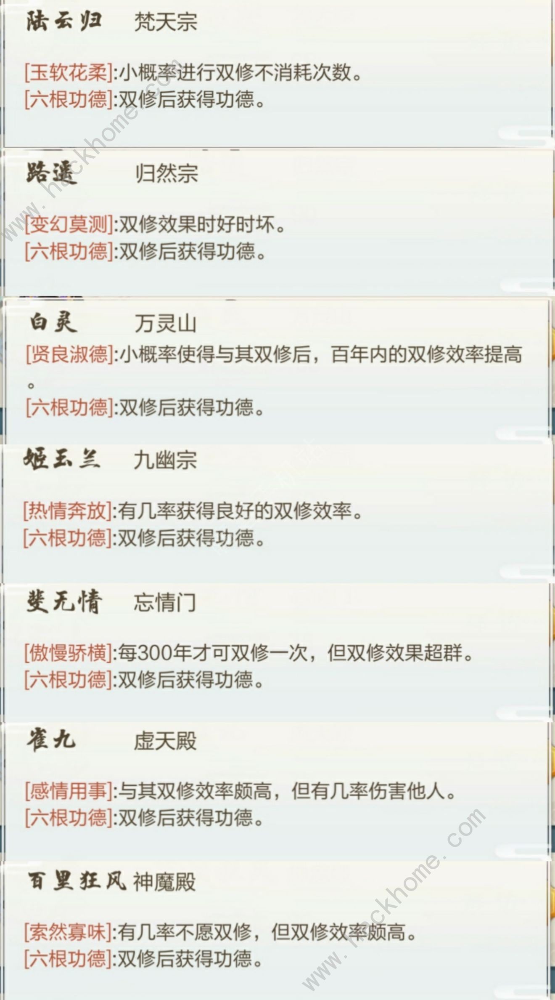 陆云归 梵天宗
[玉软花柔]:小概率进行双修不消耗次数。
[六根功德]:双修后获得功德。
路遥 归然宗
[变幻莫测]:双修效果时好时坏。
[六根功德]:双修后获得功德。
白灵 万灵山
[贤良淑德]:小概率使得与其双修后，百年内的双修效率提高
。
[六根功德]:双修后获得功德。
姬玉兰 九幽宗
[热情奔放]:有几率获得良好的双修效率。
[六根功德]:双修后获得功德。
斐无情 忘情门
[傲慢骄横]:每300年才可双修一次，但双修效果超群。
[六根功德]:双修后获得功德。
雀九 虚天殿
[感情用事]:与其双修效率颇高，但有几率伤害他人。
[六根功德]:双修后获得功德。
百里狂风 神魔殿
[索然寡味]:有几率不愿双修，但双修效率颇高。
[六根功德]:双修后获得功德。
www.hackhome.com
www.hackhome.com